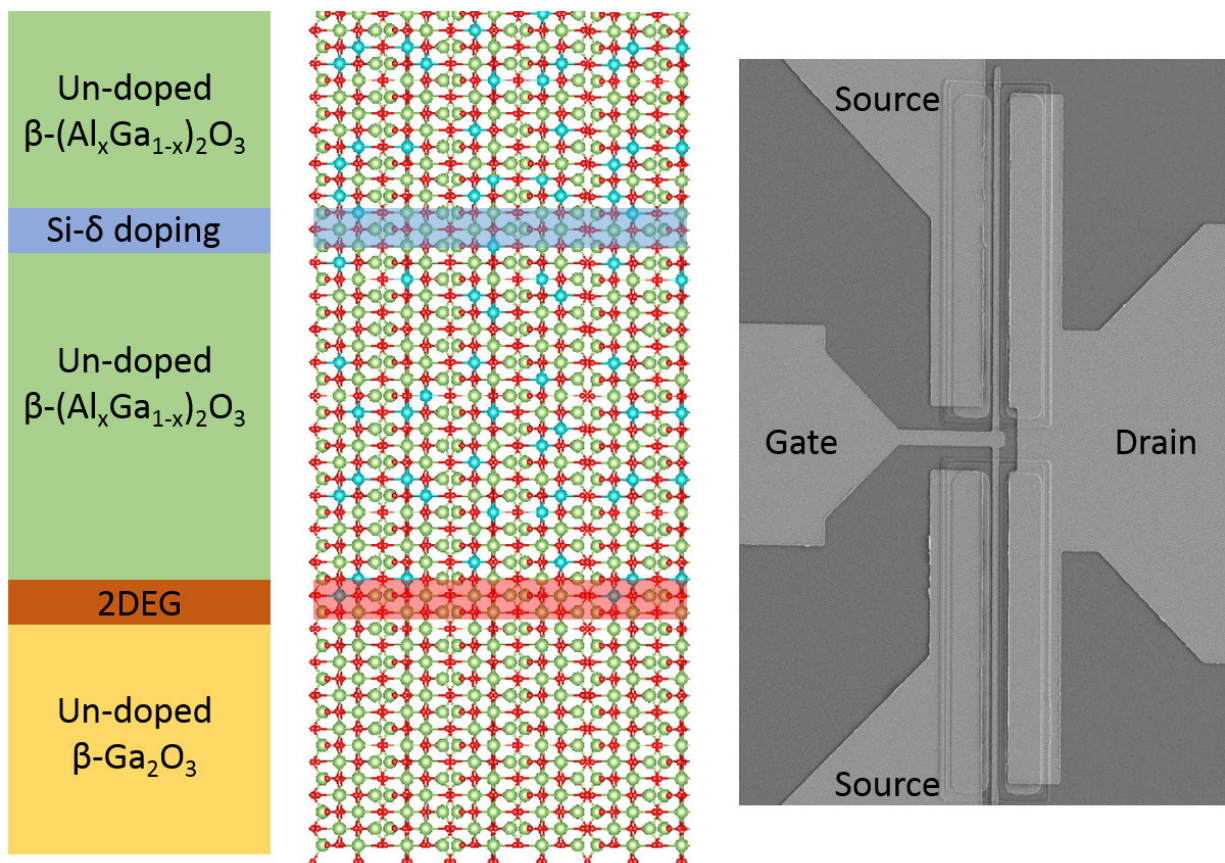 Un-doped
β-(AlₓGa₁₋ₓ)₂O₃
Si-δ doping
Un-doped
β-(AlₓGa₁₋ₓ)₂O₃
2DEG
Un-doped
β-Ga₂O₃
Source
Gate
Drain
Source